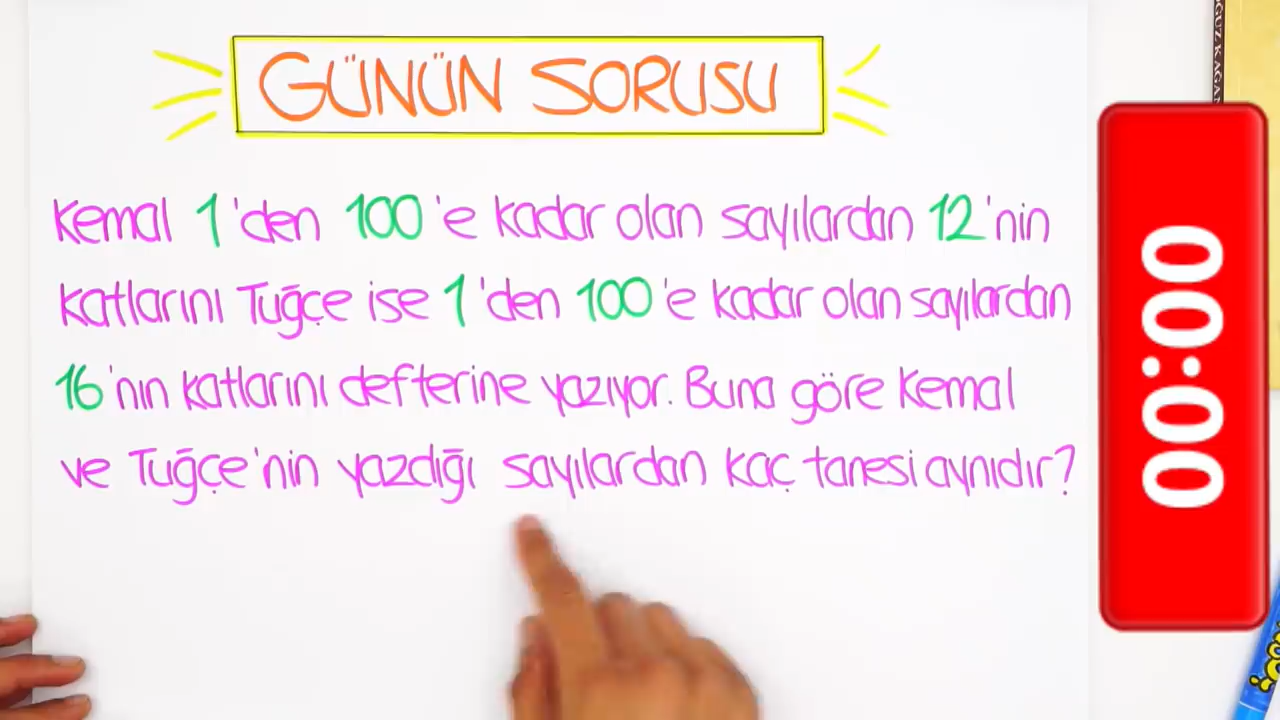 GÜNÜN SORUSU
Kemal 1'den 100'e kadar olan sayılardan 12'nin
katlarını Tuğçe ise 1'den 100'e kadar olan sayılardan
16'nın katlarını defterine yazıyor. Buna göre Kemal
ve Tuğçe'nin yazdığı sayılardan kaç tanesi aynıdır?
00:00
OĞUZ KAĞAN